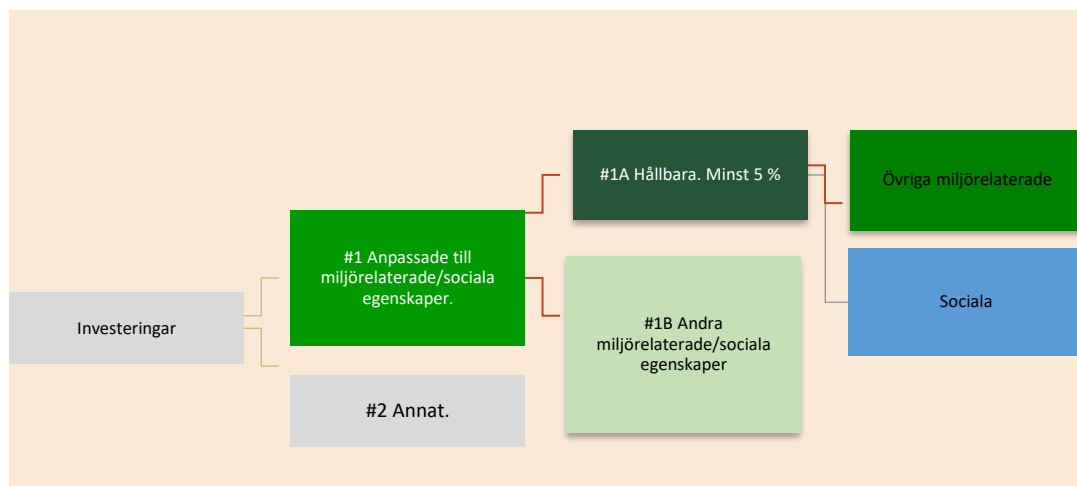 Investeringar
#1 Anpassade till
miljörelaterade/sociala
egenskaper.
#2 Annat.
#1A Hållbara. Minst 5 %
#1B Andra
miljörelaterade/sociala
egenskaper
Övriga miljörelaterade
Sociala